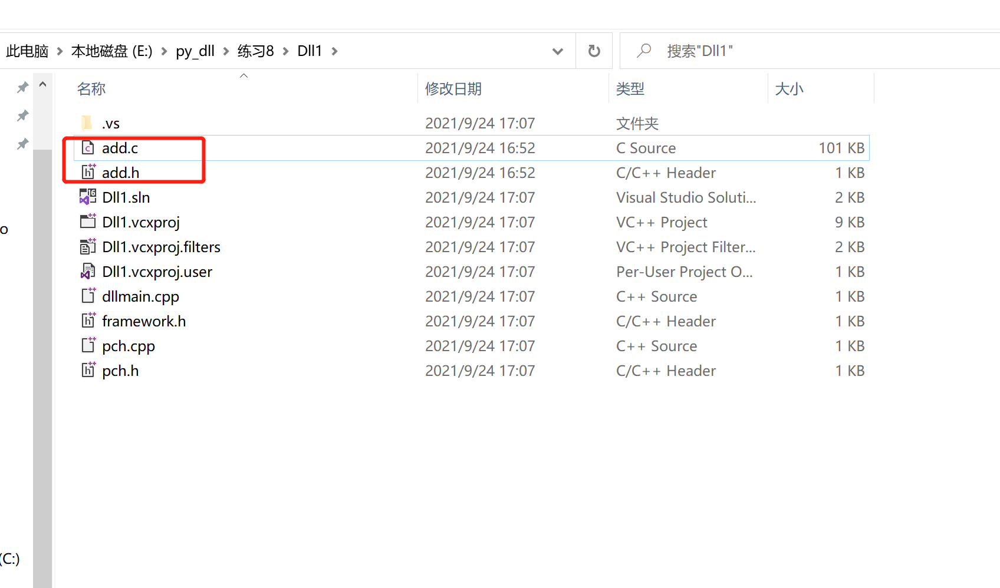 此电脑 > 本地磁盘 (E:) > py_dll > 练习8 > Dll1 >
搜索"Dll1"
名称 修改日期 类型 大小
.vs 2021/9/24 17:07 文件夹
add.c 2021/9/24 16:52 C Source 101 KB
add.h 2021/9/24 16:52 C/C++ Header 1 KB
Dll1.sln 2021/9/24 17:07 Visual Studio Soluti... 2 KB
Dll1.vcxproj 2021/9/24 17:07 VC++ Project 9 KB
o
Dll1.vcxproj.filters 2021/9/24 17:07 VC++ Project Filter... 2 KB
Dll1.vcxproj.user 2021/9/24 17:07 Per-User Project O... 1 KB
dllmain.cpp 2021/9/24 17:07 C++ Source 1 KB
framework.h 2021/9/24 17:07 C/C++ Header 1 KB
pch.cpp 2021/9/24 17:07 C++ Source 1 KB
pch.h 2021/9/24 17:07 C/C++ Header 1 KB
(C:)